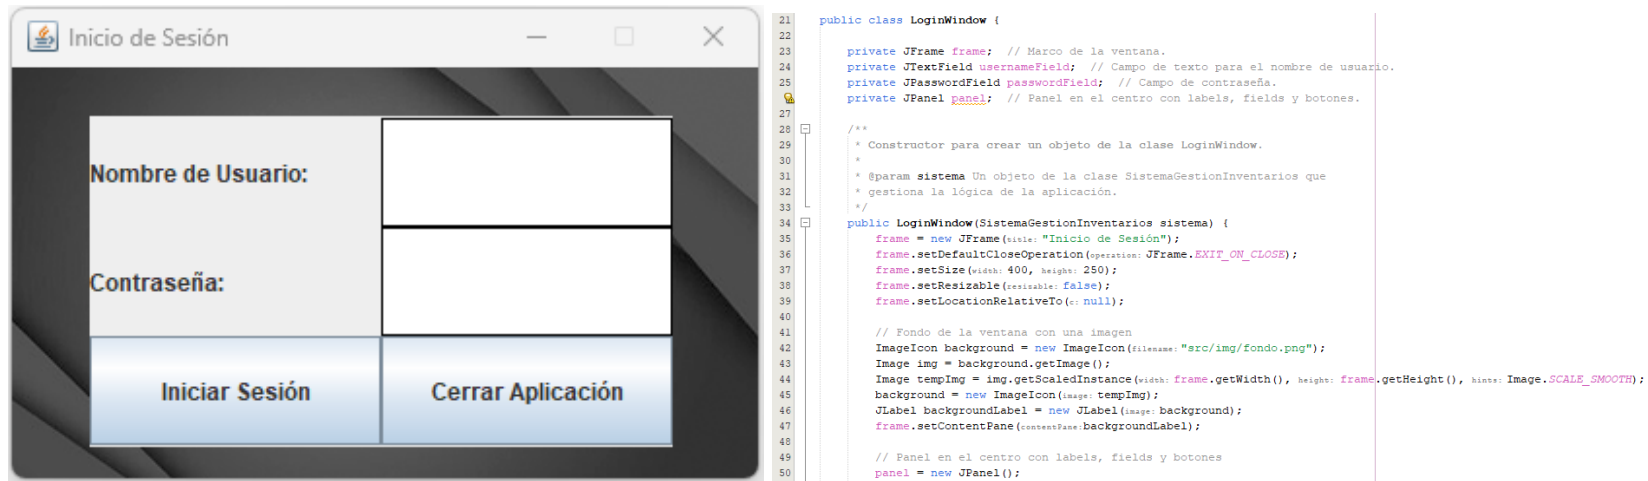 Inicio de Sesión
Nombre de Usuario:
Contraseña:
Iniciar Sesión
Cerrar Aplicación
21 public class LoginWindow {
22
23 private JFrame frame; // Marco de la ventana.
24 private JTextField usernameField; // Campo de texto para el nombre de usuario.
25 private JPasswordField passwordField; // Campo de contraseña.
private JPanel panel; // Panel en el centro con labels, fields y botones.
27
28 /**
29 * Constructor para crear un objeto de la clase LoginWindow.
30 *
31 * @param sistema Un objeto de la clase SistemaGestionInventarios que
32 * gestiona la lógica de la aplicación.
33 */
34 public LoginWindow(SistemaGestionInventarios sistema) {
35 frame = new JFrame(title: "Inicio de Sesión");
36 frame.setDefaultCloseOperation(operation: JFrame.EXIT_ON_CLOSE);
37 frame.setSize(width: 400, height: 250);
38 frame.setResizable(resizable: false);
39 frame.setLocationRelativeTo(c: null);
40
41 // Fondo de la ventana con una imagen
42 ImageIcon background = new ImageIcon(filename: "src/img/fondo.png");
43 Image img = background.getImage();
44 Image tempImg = img.getScaledInstance(width: frame.getWidth(), height: frame.getHeight(), hints: Image.SCALE_SMOOTH);
45 background = new ImageIcon(image: tempImg);
46 JLabel backgroundLabel = new JLabel(image: background);
47 frame.setContentPane(contentPane: backgroundLabel);
48
49 // Panel en el centro con labels, fields y botones
50 panel = new JPanel();